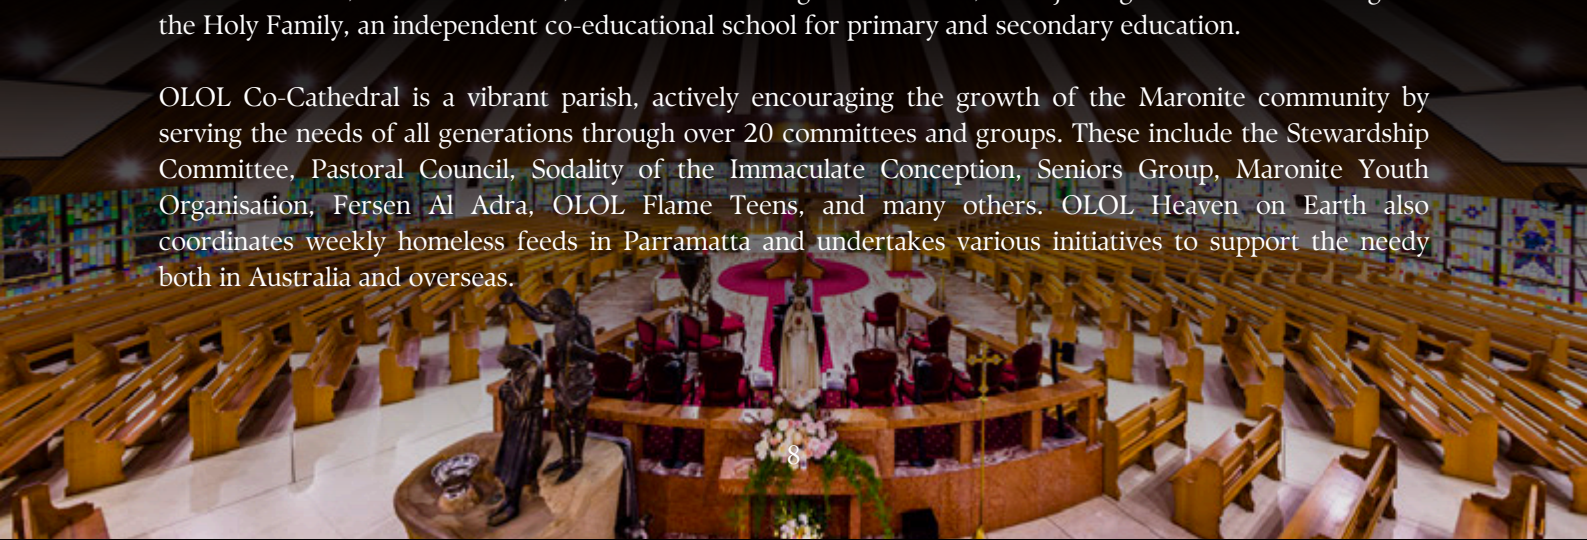 the Holy Family, an independent co-educational school for primary and secondary education.
OLOL Co-Cathedral is a vibrant parish, actively encouraging the growth of the Maronite community by
serving the needs of all generations through over 20 committees and groups. These include the Stewardship
Committee, Pastoral Council, Sodality of the Immaculate Conception, Seniors Group, Maronite Youth
Organisation, Fersen Al Adra, OLOL Flame Teens, and many others. OLOL Heaven on Earth also
coordinates weekly homeless feeds in Parramatta and undertakes various initiatives to support the needy
both in Australia and overseas.
8